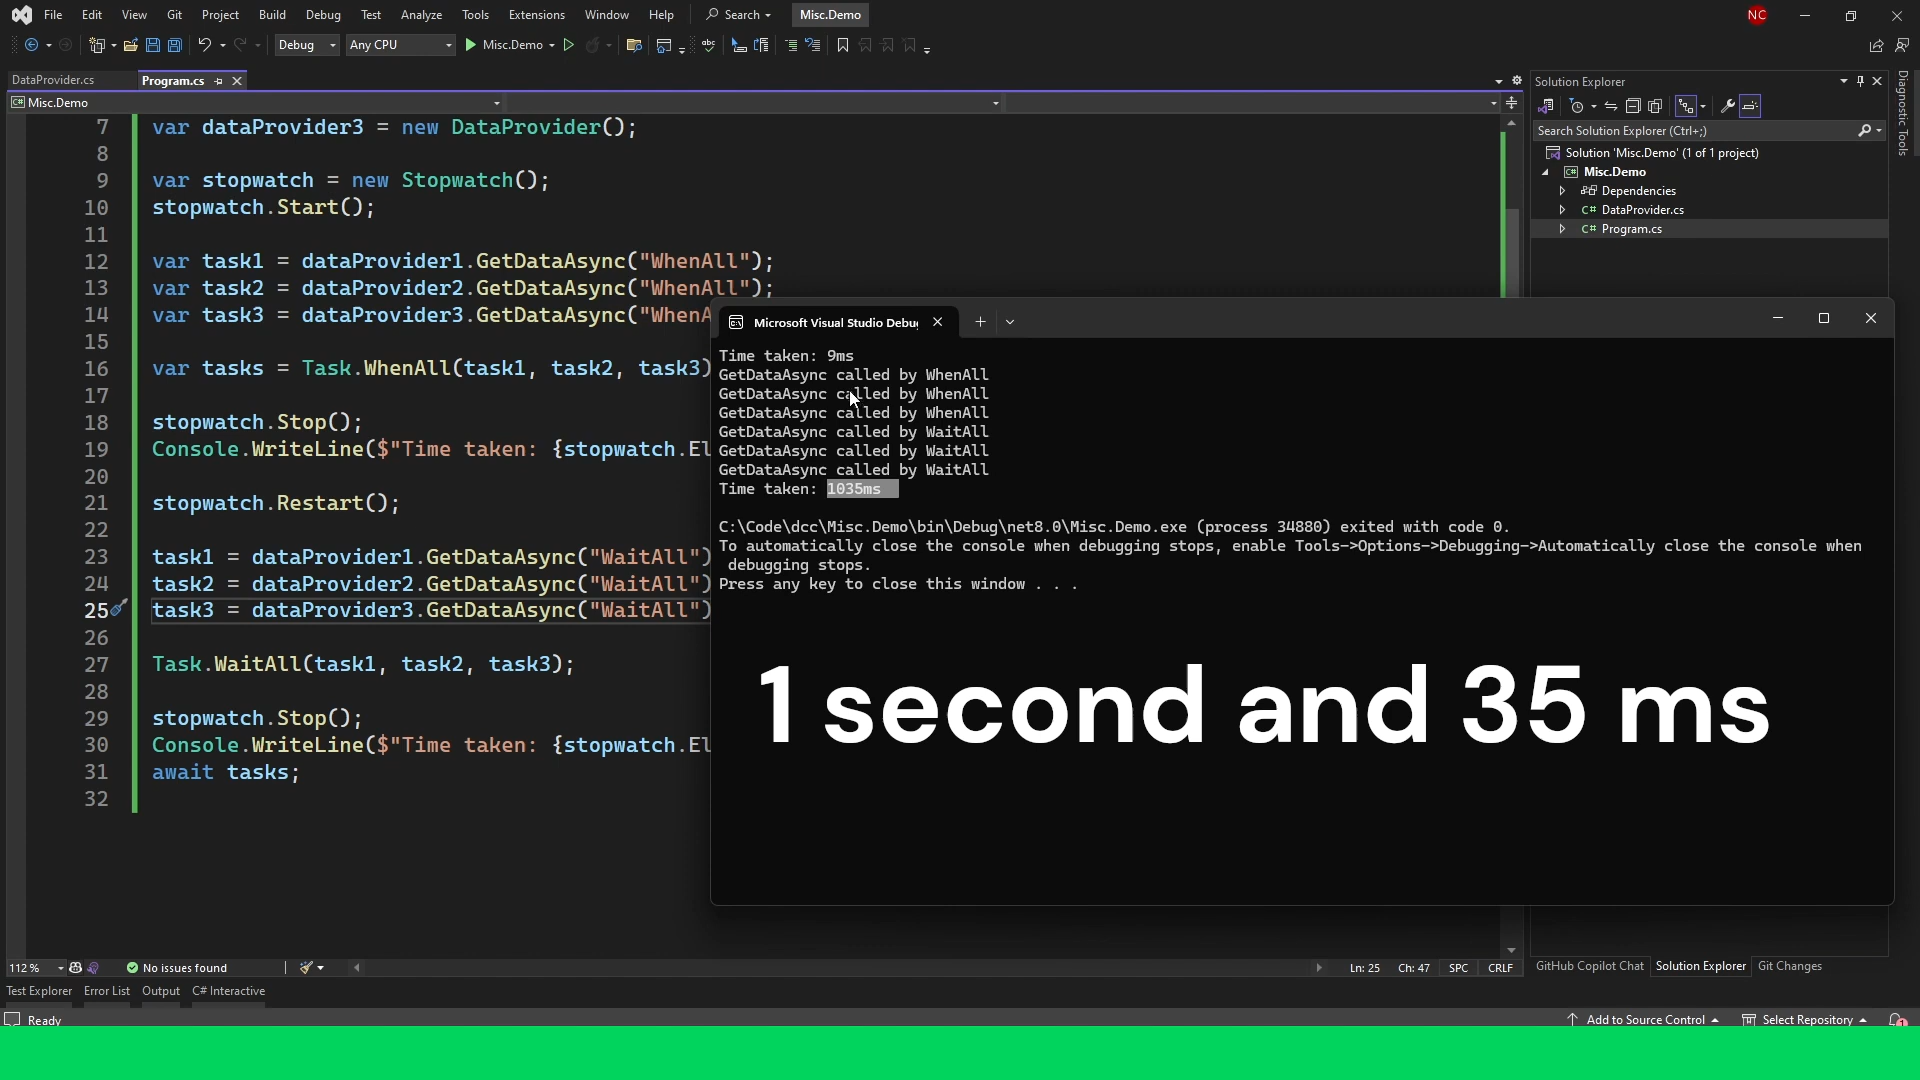 File Edit View Git Project Build Debug Test Analyze Tools Extensions Window Help Search Misc.Demo NC
Debug Any CPU Misc.Demo
DataProvider.cs Program.cs
Misc.Demo
7 var dataProvider3 = new DataProvider();
8
9 var stopwatch = new Stopwatch();
10 stopwatch.Start();
11
12 var task1 = dataProvider1.GetDataAsync("WhenAll");
13 var task2 = dataProvider2.GetDataAsync("WhenAll");
14 var task3 = dataProvider3.GetDataAsync("WhenA
15
16 var tasks = Task.WhenAll(task1, task2, task3)
17
18 stopwatch.Stop();
19 Console.WriteLine($"Time taken: {stopwatch.El
20
21 stopwatch.Restart();
22
23 task1 = dataProvider1.GetDataAsync("WaitAll")
24 task2 = dataProvider2.GetDataAsync("WaitAll")
25 task3 = dataProvider3.GetDataAsync("WaitAll")
26
27 Task.WaitAll(task1, task2, task3);
28
29 stopwatch.Stop();
30 Console.WriteLine($"Time taken: {stopwatch.El
31 await tasks;
32
Microsoft Visual Studio Debu
Time taken: 9ms
GetDataAsync called by WhenAll
GetDataAsync called by WhenAll
GetDataAsync called by WhenAll
GetDataAsync called by WaitAll
GetDataAsync called by WaitAll
GetDataAsync called by WaitAll
Time taken: 1035ms
C:\Code\dcc\Misc.Demo\bin\Debug\net8.0\Misc.Demo.exe (process 34880) exited with code 0.
To automatically close the console when debugging stops, enable Tools->Options->Debugging->Automatically close the console when
debugging stops.
Press any key to close this window . . .
1 second and 35 ms
Solution Explorer
Search Solution Explorer (Ctrl+;)
Solution 'Misc.Demo' (1 of 1 project)
Misc.Demo
Dependencies
C# DataProvider.cs
C# Program.cs
Diagnostic Tools
112 % No issues found Ln: 25 Ch: 47 SPC CRLF
GitHub Copilot Chat Solution Explorer Git Changes
Test Explorer Error List Output C# Interactive
Ready Add to Source Control Select Repository 1